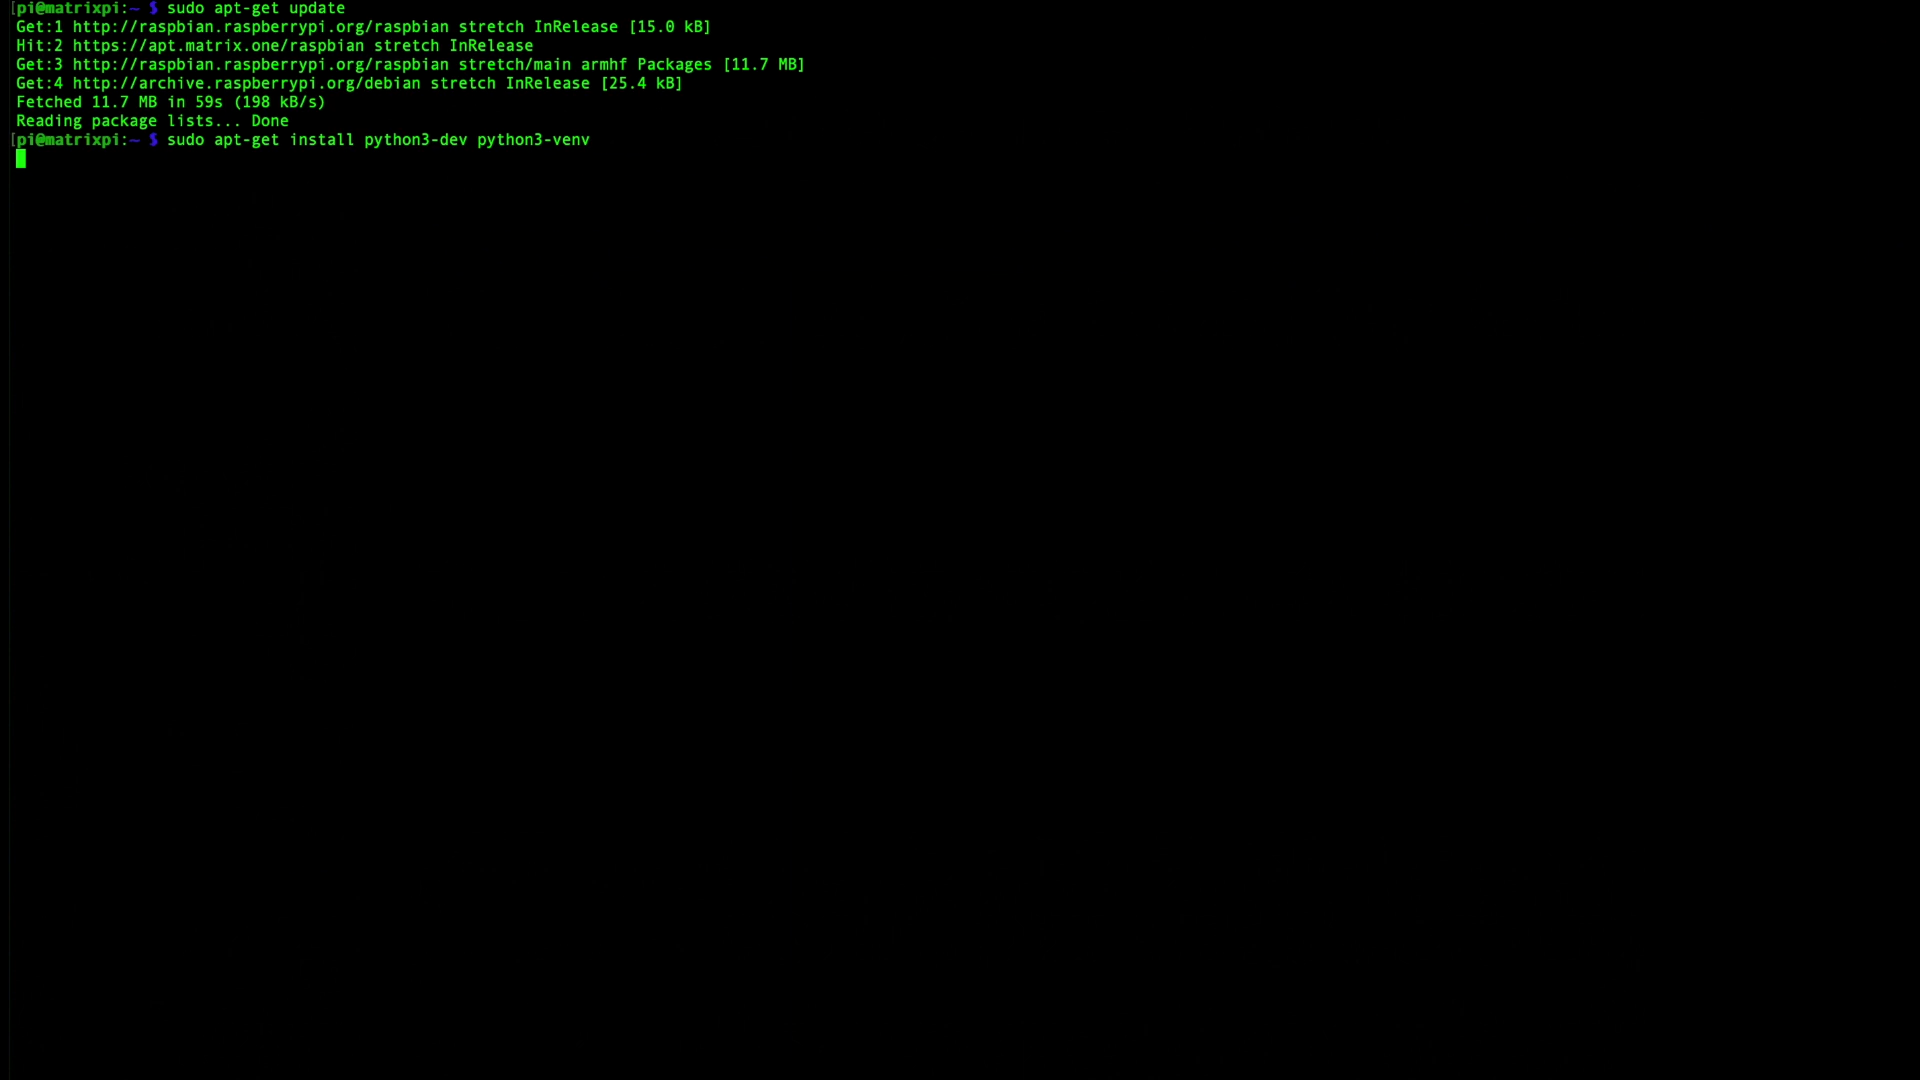 [pi@matrixpi:~ $ sudo apt-get update
Get:1 http://raspbian.raspberrypi.org/raspbian stretch InRelease [15.0 kB]
Hit:2 https://apt.matrix.one/raspbian stretch InRelease
Get:3 http://raspbian.raspberrypi.org/raspbian stretch/main armhf Packages [11.7 MB]
Get:4 http://archive.raspberrypi.org/debian stretch InRelease [25.4 kB]
Fetched 11.7 MB in 59s (198 kB/s)
Reading package lists... Done
[pi@matrixpi:~ $ sudo apt-get install python3-dev python3-venv